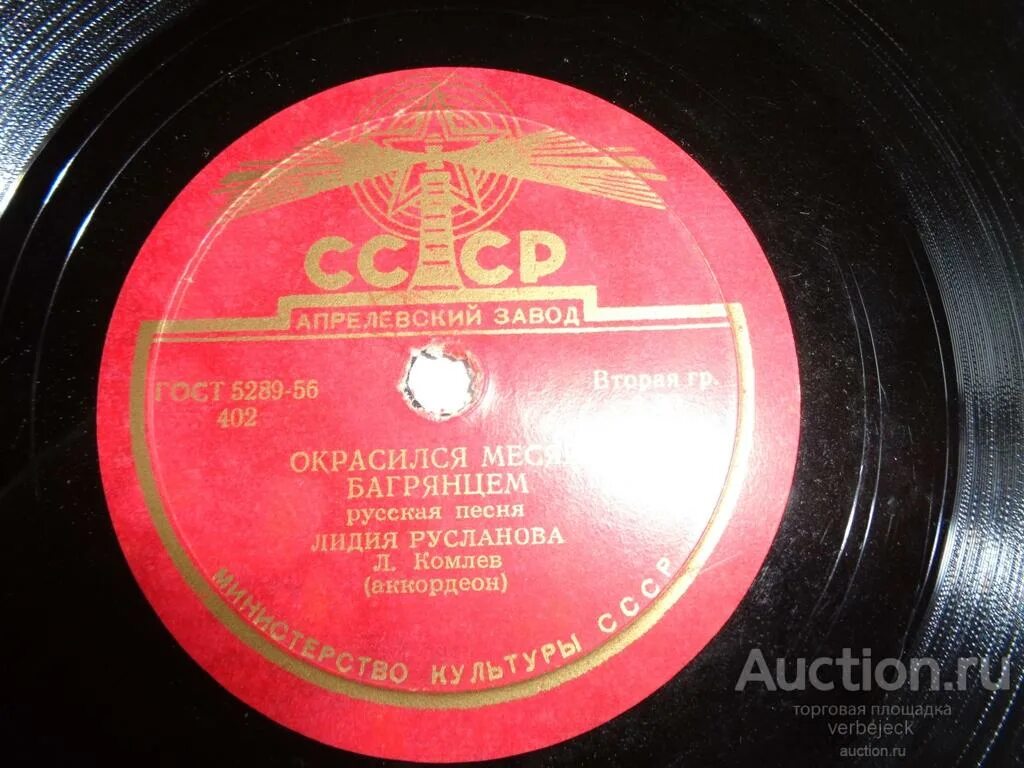 СССР
АПРЕЛЕВСКИЙ ЗАВОД
ГОСТ 5289-56
402
Вторая гр.
ОКРАСИЛСЯ
БАГРЯНЦЕМ
русская песня
ЛИДИЯ РУСЛАНОВА
Л. Комлев
(аккордеон)
МИНИСТЕРСТВО КУЛЬТУРЫ СССР
Auction.ru
торговая площадка
verbejeck
auction.ru